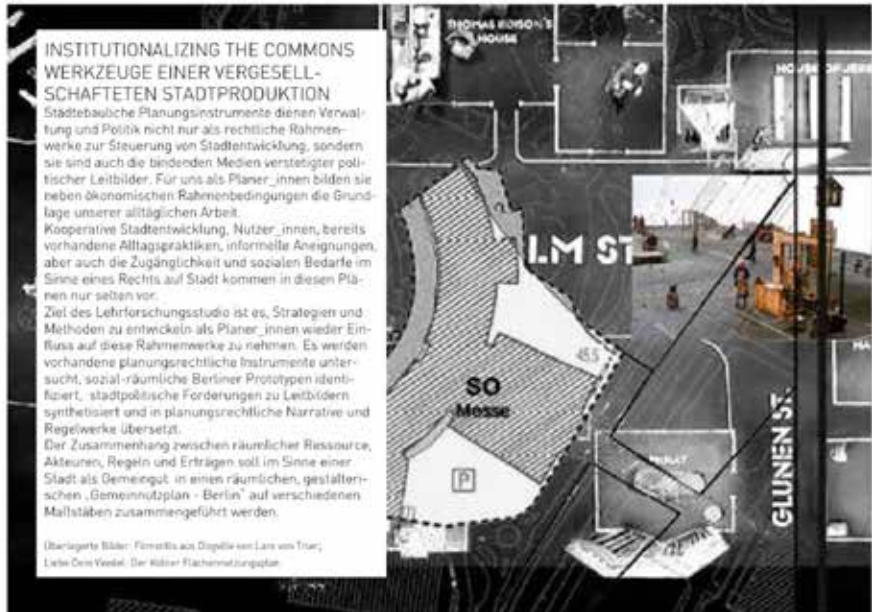 INSTITUTIONALIZING THE COMMONS
WERKZEUGE EINER VERGESELL-
SCHAFTETEN STADTPRODUKTION
Städtebauliche Planungsinstrumente dienen Verwal-
tung und Politik nicht nur als rechtliche Rahmen-
werke zur Steuerung von Stadtentwicklung, sondern
sie sind auch die bindenden Medien verstetigter poli-
tischer Leitbilder. Für uns als Planer_innen bilden sie
neben ökonomischen Rahmenbedingungen die Grund-
lage unserer alltäglichen Arbeit.
Kooperative Stadtentwicklung, Nutzer_innen, bereits
vorhandene Alltagspraktiken, informelle Aneignungen,
aber auch die Zugänglichkeit und sozialen Bedarfe im
Sinne eines Rechts auf Stadt kommen in diesen Plä-
nen nur selten vor.
Ziel des Lehrforschungsstudio ist es, Strategien und
Methoden zu entwickeln als Planer_innen wieder Ein-
fluss auf diese Rahmenwerke zu nehmen. Es werden
vorhandene planungsrechtliche Instrumente unter-
sucht, sozial-räumliche Berliner Prototypen identi-
fiziert, stadtpolitische Forderungen zu Leitbildern
synthetisiert und in planungsrechtliche Narrative und
Regelwerke übersetzt.
Der Zusammenhang zwischen räumlicher Ressource,
Akteuren, Regeln und Erträgen soll im Sinne einer
Stadt als Gemeingut in einen räumlichen, gestalteri-
schen „Gemeinnutzplan - Berlin" auf verschiedenen
Maßstäben zusammengeführt werden.
Überlagerte Bilder: Filmstills aus Dogville von Lars von Trier;
Der Kölner Flächennutzungsplan
THOMAS EDISON'S
HOUSE
HOUSE OF
LM ST
45.5
SO
Messe
P
GLUNEN ST.
MA